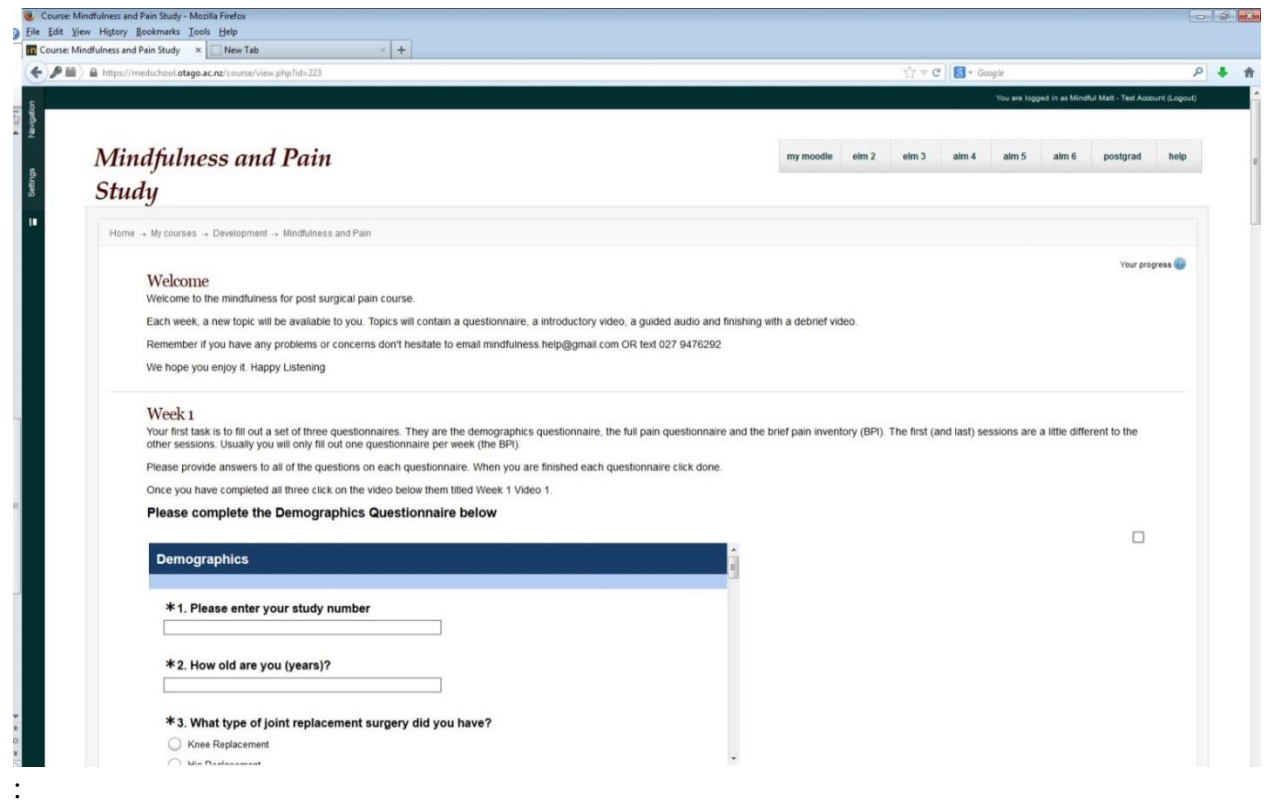 Course: Mindfulness and Pain Study - Mozilla Firefox
File Edit View History Bookmarks Tools Help
Course: Mindfulness and Pain Study × New Tab × +
https://medschool.otago.ac.nz/course/view.php?id=223 Google
You are logged in as Mindful Matt - Test Account (Logout)
Navigation
Settings
Mindfulness and Pain
Study
my moodle elm 2 elm 3 alm 4 alm 5 alm 6 postgrad help
Home → My courses → Development → Mindfulness and Pain
Your progress
Welcome
Welcome to the mindfulness for post surgical pain course.
Each week, a new topic will be avaliable to you. Topics will contain a questionnaire, a introductory video, a guided audio and finishing with a debrief video.
Remember if you have any problems or concerns don't hesitate to email mindfulness.help@gmail.com OR text 027 9476292
We hope you enjoy it. Happy Listening
Week 1
Your first task is to fill out a set of three questionnaires. They are the demographics questionnaire, the full pain questionnaire and the brief pain inventory (BPI). The first (and last) sessions are a little different to the
other sessions. Usually you will only fill out one questionnaire per week (the BPI).
Please provide answers to all of the questions on each questionnaire. When you are finished each questionnaire click done.
Once you have completed all three click on the video below them titled Week 1 Video 1.
Please complete the Demographics Questionnaire below
Demographics
*1. Please enter your study number
*2. How old are you (years)?
*3. What type of joint replacement surgery did you have?
Knee Replacement
Hip Replacement
: